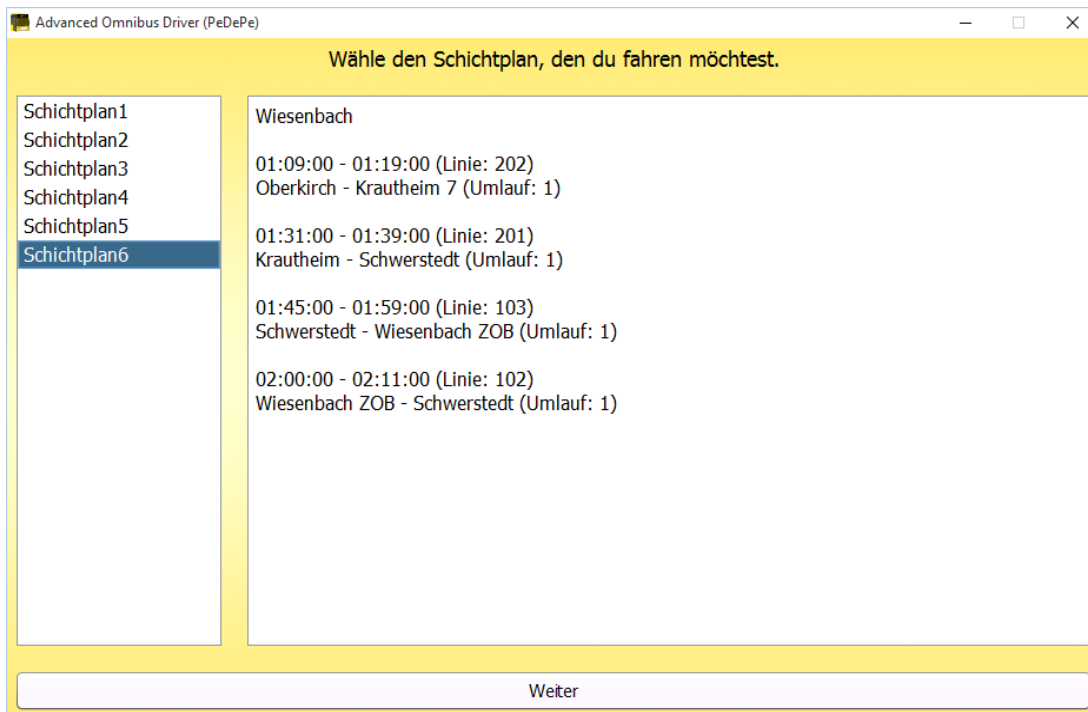 Advanced Omnibus Driver (PeDePe)
Wähle den Schichtplan, den du fahren möchtest.
Schichtplan1
Schichtplan2
Schichtplan3
Schichtplan4
Schichtplan5
Schichtplan6
Wiesenbach
01:09:00 - 01:19:00 (Linie: 202)
Oberkirch - Krautheim 7 (Umlauf: 1)
01:31:00 - 01:39:00 (Linie: 201)
Krautheim - Schwerstedt (Umlauf: 1)
01:45:00 - 01:59:00 (Linie: 103)
Schwerstedt - Wiesenbach ZOB (Umlauf: 1)
02:00:00 - 02:11:00 (Linie: 102)
Wiesenbach ZOB - Schwerstedt (Umlauf: 1)
Weiter